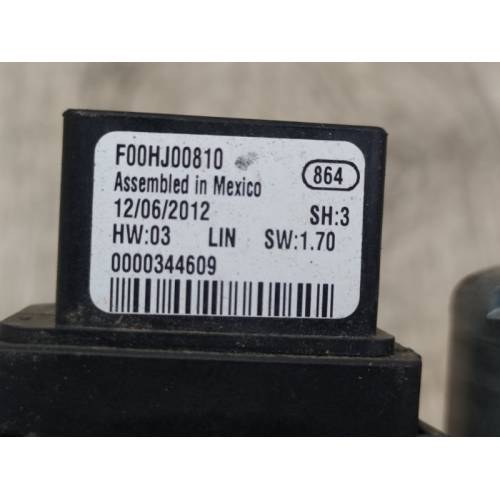 F00HJ00810 864
Assembled in Mexico
12/06/2012 SH:3
HW:03 LIN SW:1.70
0000344609